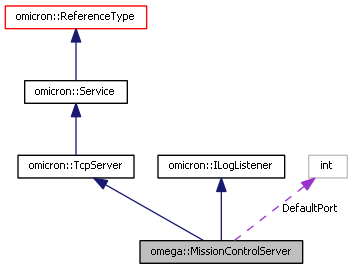 omicron::ReferenceType
omicron::Service
omicron::TcpServer
omicron::ILogListener
int
DefaultPort
omega::MissionControlServer